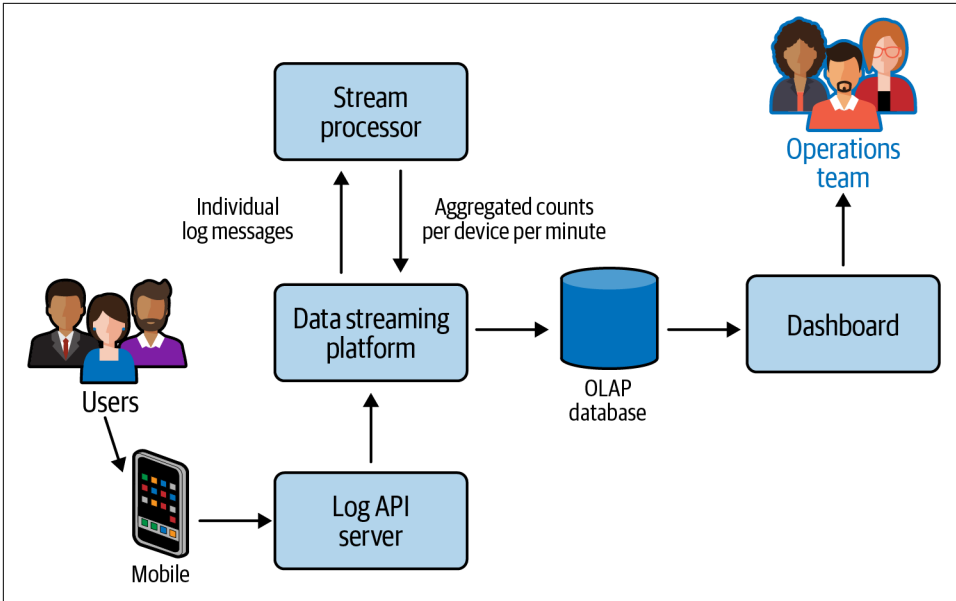 Stream
processor
Operations
team
Individual
log messages
Aggregated counts
per device per minute
Data streaming
platform
Dashboard
OLAP
database
Users
Log API
server
Mobile